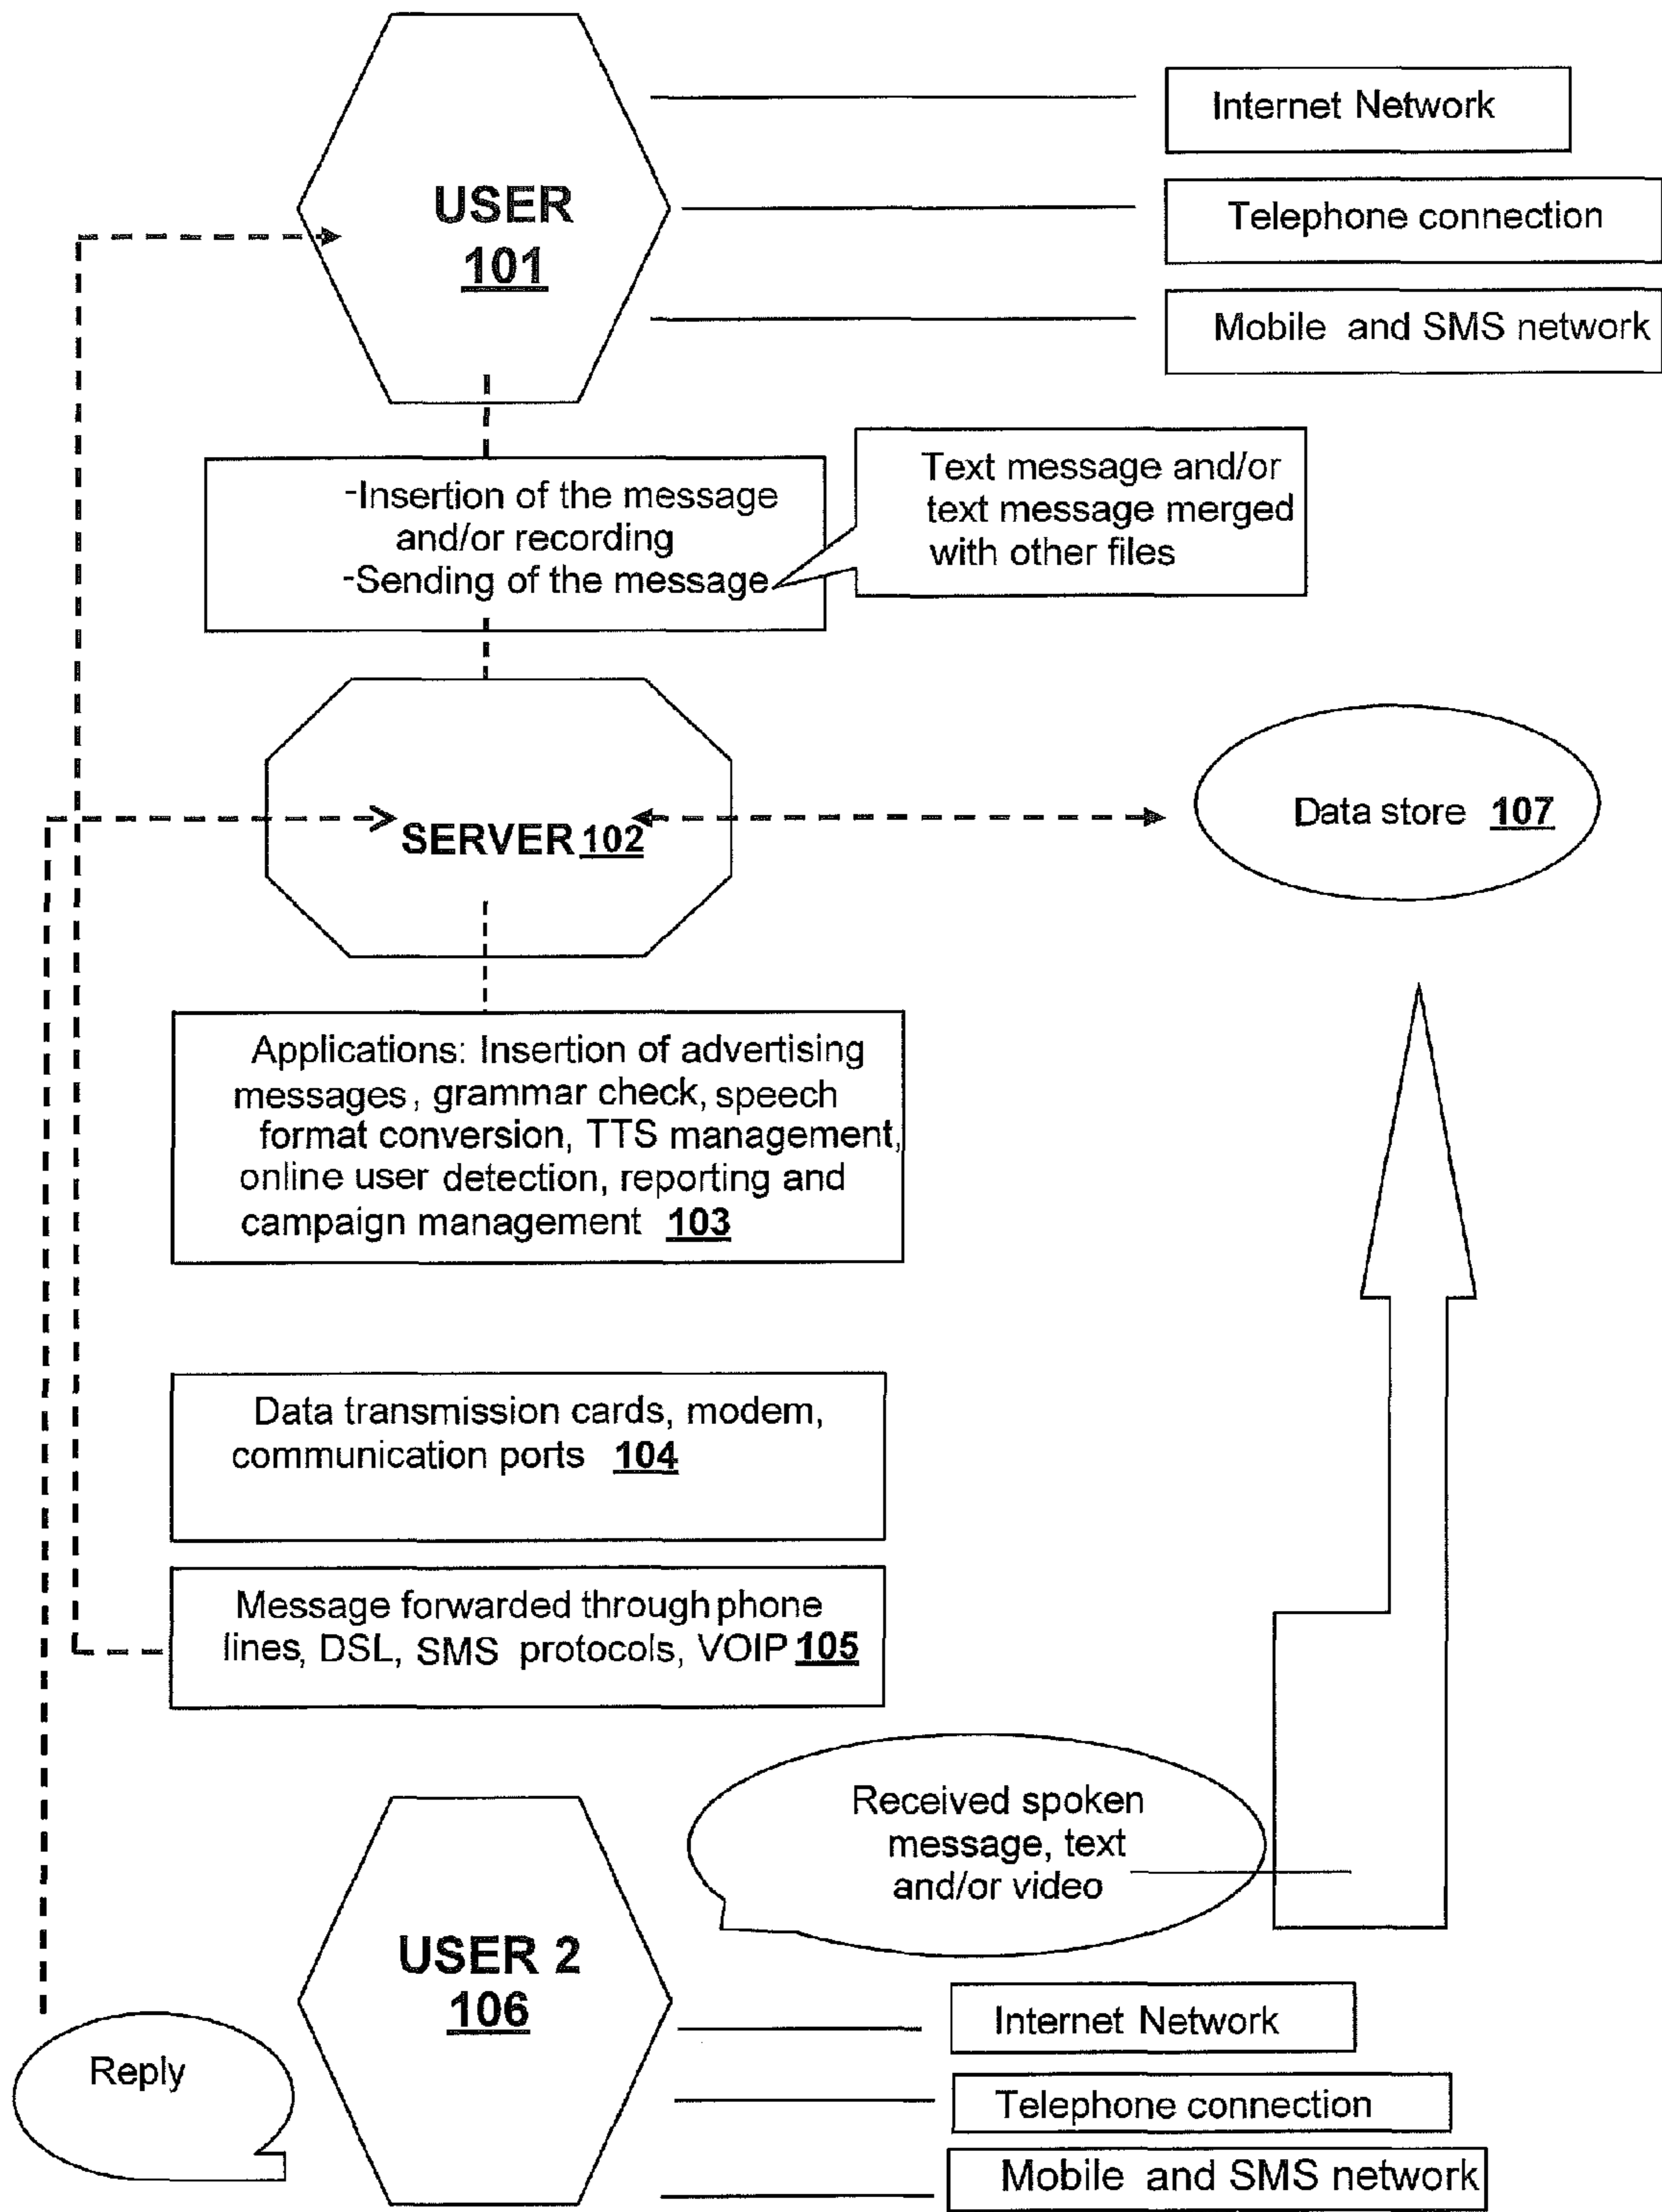 Internet Network
USER
101
Telephone connection
Mobile and SMS network
-Insertion of the message
and/or recording
-Sending of the message
Text message and/or
text message merged
with other files
SERVER 102
Data store 107
Applications: Insertion of advertising
messages, grammar check, speech
format conversion, TTS management,
online user detection, reporting and
campaign management 103
Data transmission cards, modem,
communication ports 104
Message forwarded through phone
lines, DSL, SMS protocols, VOIP 105
Received spoken
message, text
and/or video
USER 2
106
Internet Network
Reply
Telephone connection
Mobile and SMS network